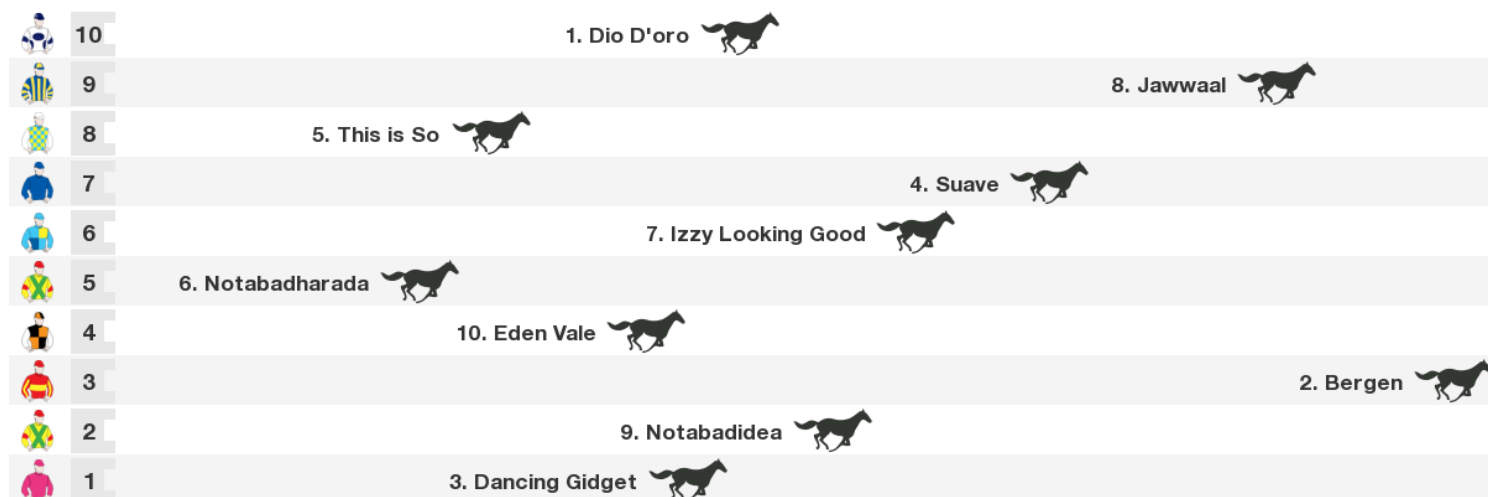 10 1. Dio D'oro
9 8. Jawwaal
8 5. This is So
7 4. Suave
6 7. Izzy Looking Good
5 6. Notabadharada
4 10. Eden Vale
3 2. Bergen
2 9. Notabadidea
1 3. Dancing Gidget